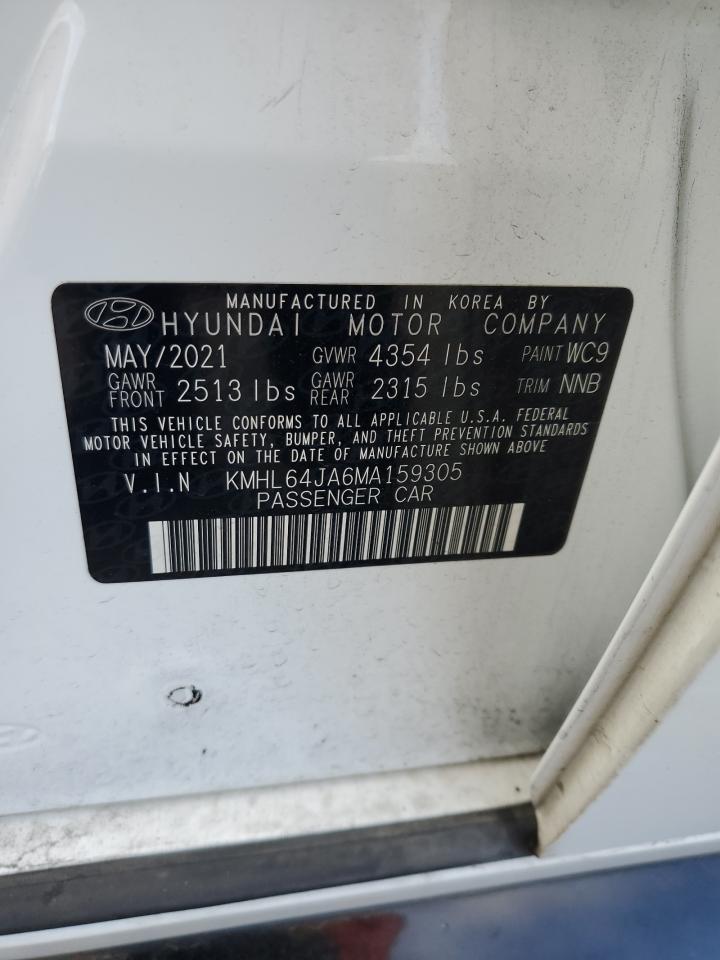 MANUFACTURED IN KOREA BY
HYUNDAI MOTOR COMPANY
MAY/2021 GVWR 4354 lbs PAINT WC9
GAWR FRONT 2513 lbs GAWR REAR 2315 lbs TRIM NNB
THIS VEHICLE CONFORMS TO ALL APPLICABLE U.S.A. FEDERAL
MOTOR VEHICLE SAFETY, BUMPER, AND THEFT PREVENTION STANDARDS
IN EFFECT ON THE DATE OF MANUFACTURE SHOWN ABOVE
V.I.N KMHL64JA6MA159305
PASSENGER CAR